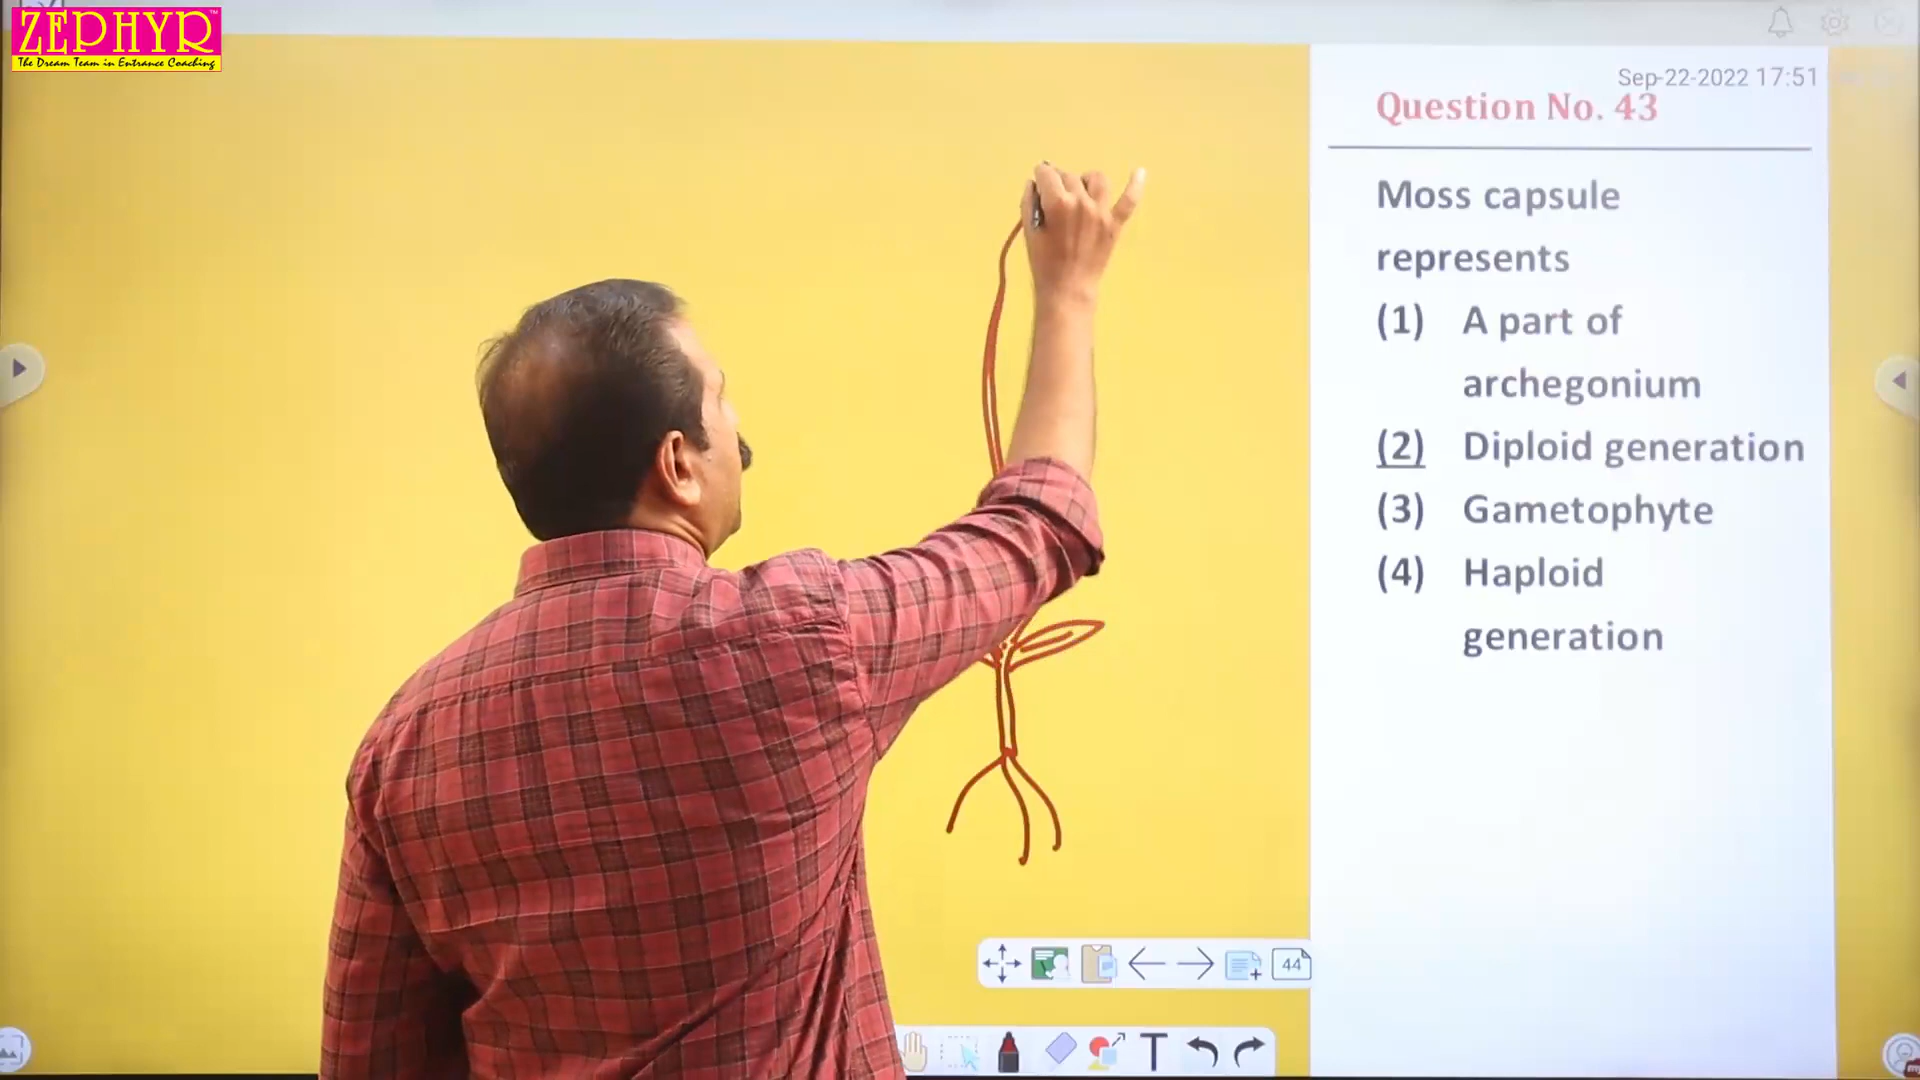 ZEPHYR™
The Dream Team in Entrance Coaching
Sep-22-2022 17:51
Question No. 43
Moss capsule
represents
(1) A part of
archegonium
(2) Diploid generation
(3) Gametophyte
(4) Haploid
generation
44
T